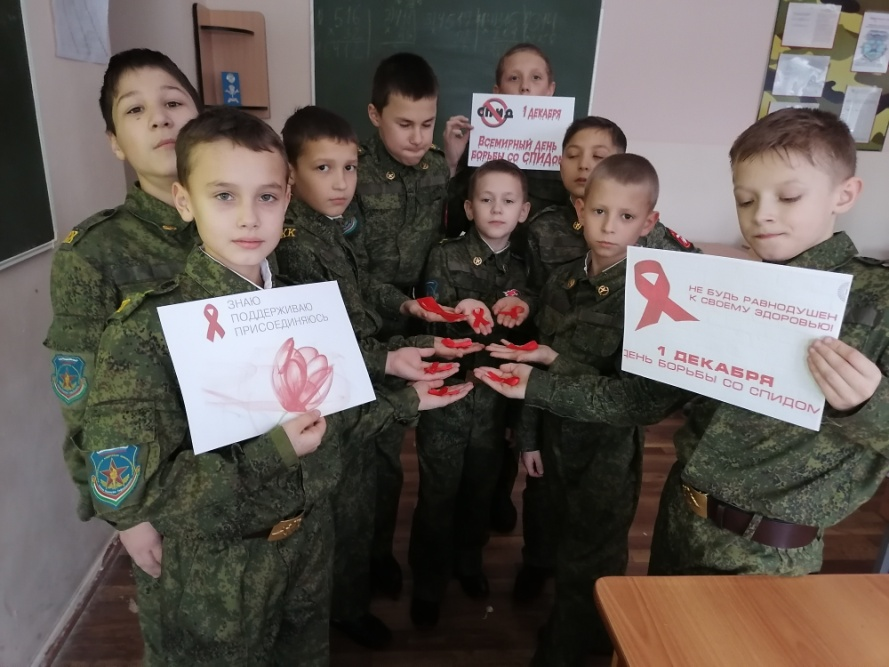 СПИД
1 ДЕКАБРЯ
ВСЕМИРНЫЙ ДЕНЬ
БОРЬБЫ СО СПИДОМ
ЗНАЮ
ПОДДЕРЖИВАЮ
ПРИСОЕДИНЯЮСЬ
НЕ БУДЬ РАВНОДУШЕН
К СВОЕМУ ЗДОРОВЬЮ!
1 ДЕКАБРЯ
ДЕНЬ БОРЬБЫ СО СПИДОМ